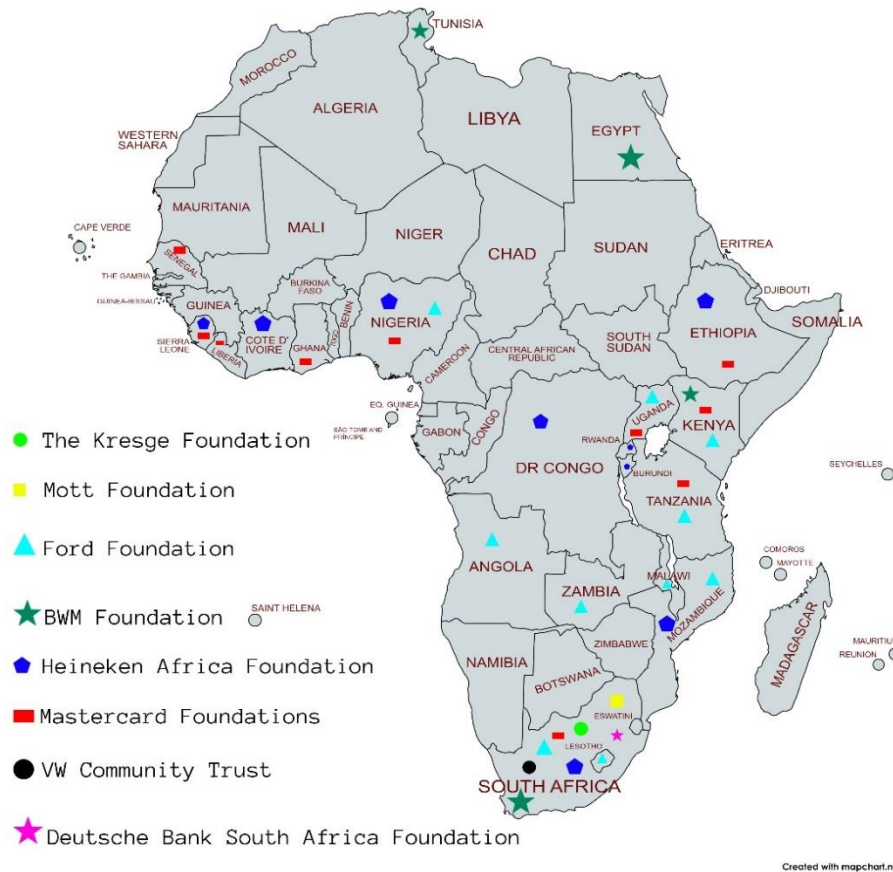 TUNISIA
MOROCCO
ALGERIA
LIBYA
EGYPT
WESTERN
SAHARA
MAURITANIA
MALI
NIGER
CHAD
SUDAN
ERITREA
CAPE VERDE
SENEGAL
THE GAMBIA
GUINEA-BISSAU
GUINEA
BURKINA
FASO
BENIN
TOGO
NIGERIA
DJIBOUTI
SOMALIA
ETHIOPIA
SIERRA
LEONE
LIBERIA
COTE D'
IVOIRE
GHANA
CAMEROON
CENTRAL AFRICAN
REPUBLIC
SOUTH
SUDAN
EQ. GUINEA
SÃO TOMÉ AND
PRÍNCIPE
GABON
CONGO
DR CONGO
UGANDA
KENYA
RWANDA
BURUNDI
TANZANIA
SEYCHELLES
The Kresge Foundation
Mott Foundation
Ford Foundation
BWM Foundation
Heineken Africa Foundation
Mastercard Foundations
VW Community Trust
Deutsche Bank South Africa Foundation
SAINT HELENA
ANGOLA
ZAMBIA
MALAWI
MOZAMBIQUE
COMOROS
MAYOTTE
MADAGASCAR
MAURITIU
REUNION
NAMIBIA
ZIMBABWE
BOTSWANA
ESWATINI
LESOTHO
SOUTH AFRICA
Created with mapchart.n